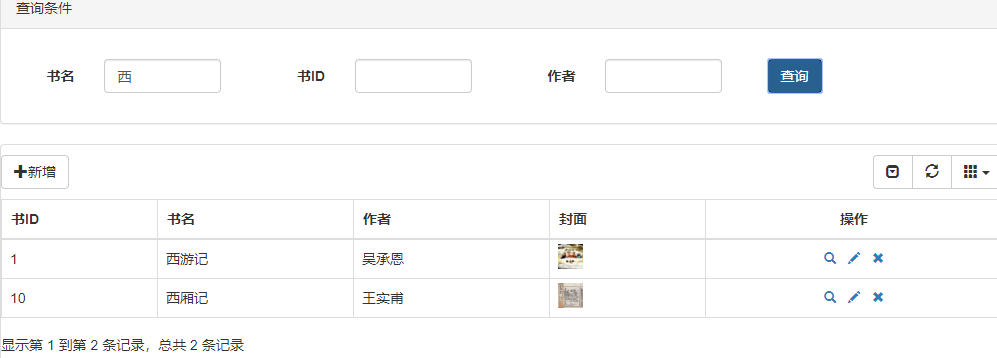 查询条件
书名 西 书ID 作者 查询
新增
书ID 书名 作者 封面 操作
1 西游记 吴承恩
10 西厢记 王实甫
显示第 1 到第 2 条记录，总共 2 条记录